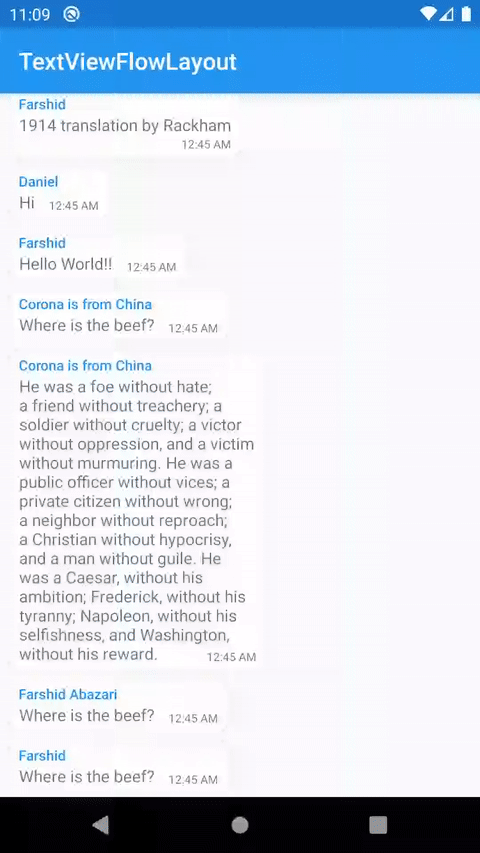 11:09
TextViewFlowLayout
Farshid
1914 translation by Rackham
12:45 AM
Daniel
Hi 12:45 AM
Farshid
Hello World!! 12:45 AM
Corona is from China
Where is the beef? 12:45 AM
Corona is from China
He was a foe without hate;
a friend without treachery; a
soldier without cruelty; a victor
without oppression, and a victim
without murmuring. He was a
public officer without vices; a
private citizen without wrong;
a neighbor without reproach;
a Christian without hypocrisy,
and a man without guile. He
was a Caesar, without his
ambition; Frederick, without his
tyranny; Napoleon, without his
selfishness, and Washington,
without his reward. 12:45 AM
Farshid Abazari
Where is the beef? 12:45 AM
Farshid
Where is the beef? 12:45 AM